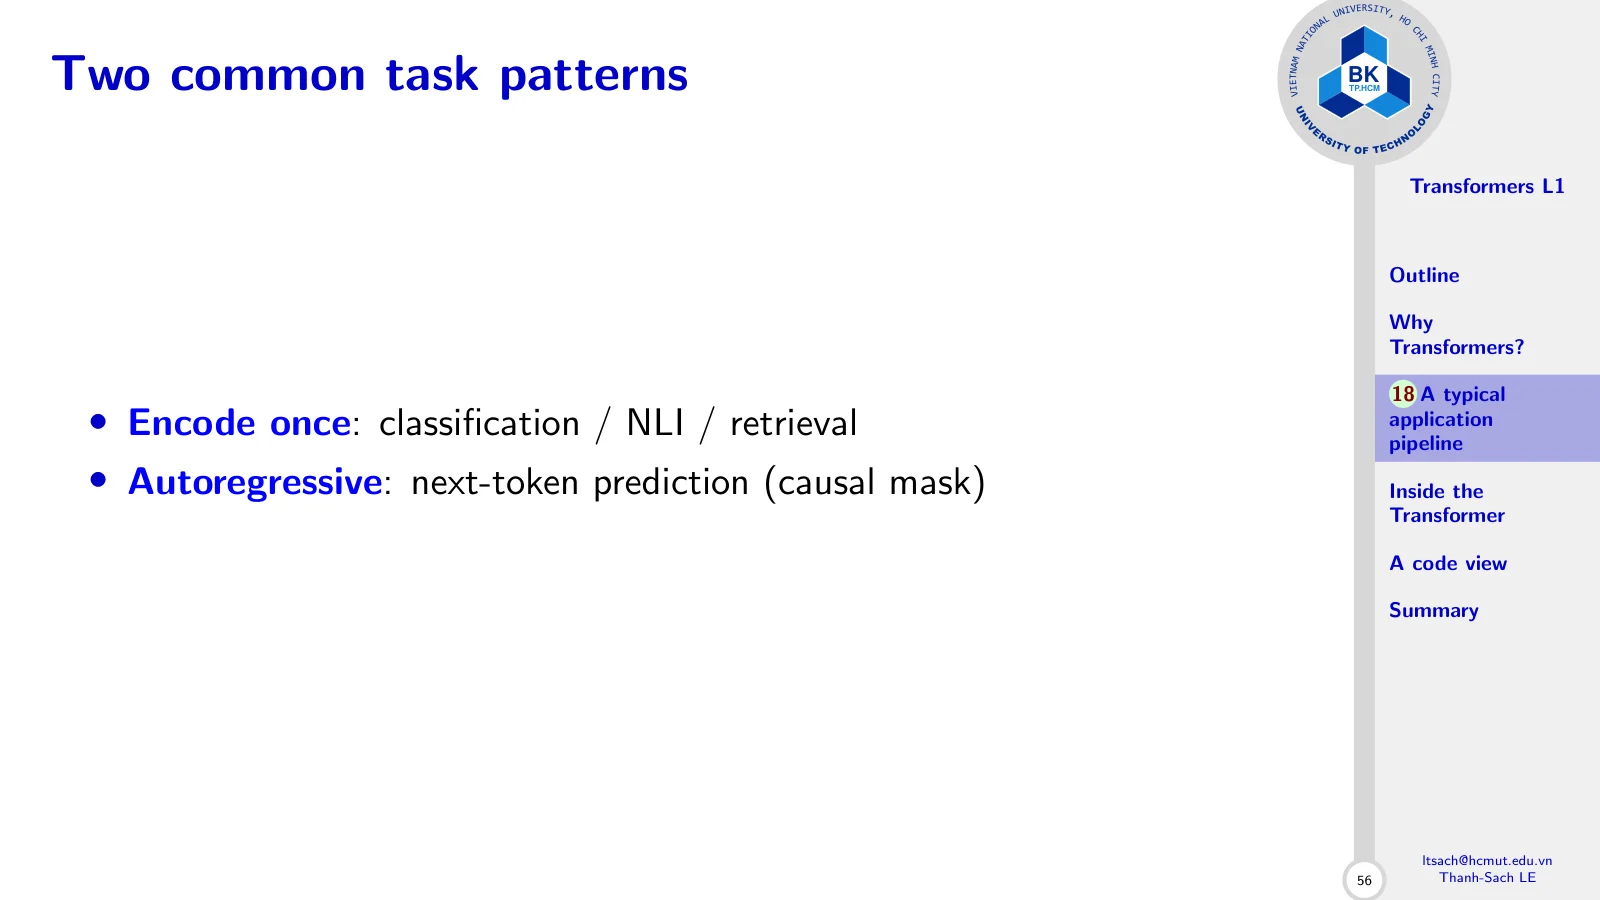 Two common task patterns
• Encode once: classification / NLI / retrieval
• Autoregressive: next-token prediction (causal mask)
VIETNAM NATIONAL UNIVERSITY, HO CHI MINH CITY
BK
TP.HCM
UNIVERSITY OF TECHNOLOGY
Transformers L1
Outline
Why
Transformers?
18 A typical
application
pipeline
Inside the
Transformer
A code view
Summary
ltsach@hcmut.edu.vn
Thanh-Sach LE
56